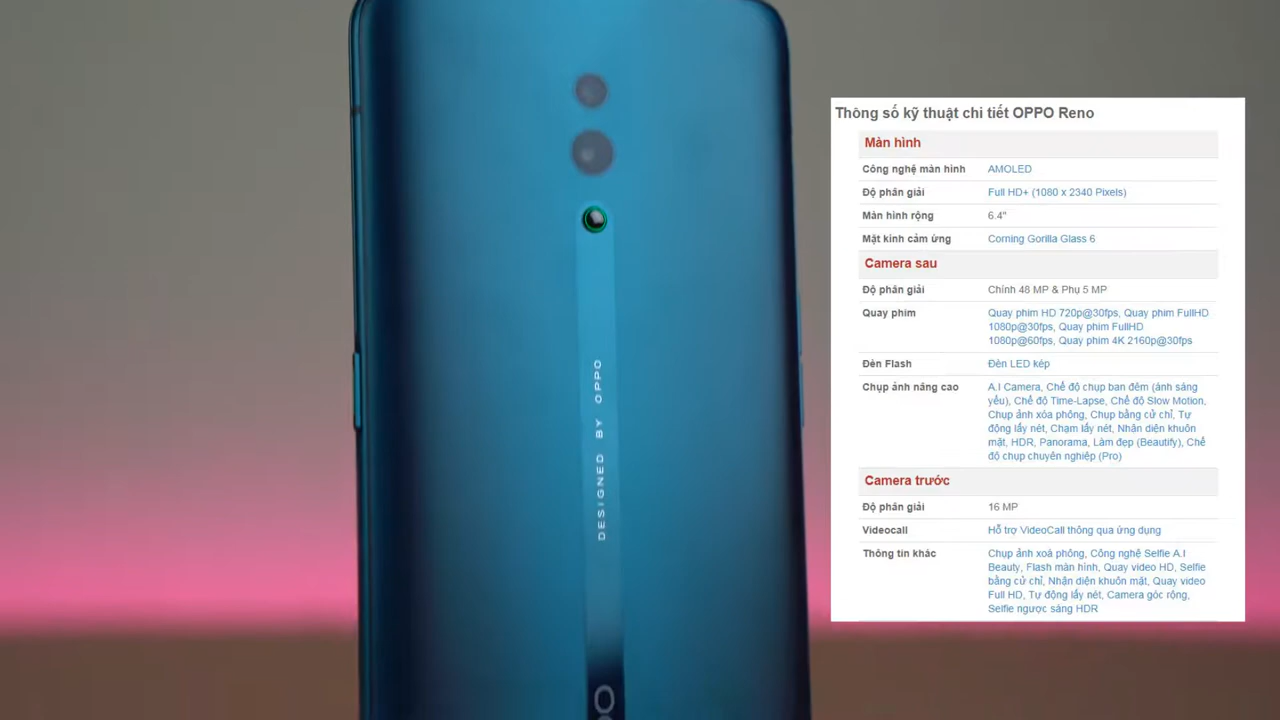 Thông số kỹ thuật chi tiết OPPO Reno
Màn hình
Công nghệ màn hình AMOLED
Độ phân giải Full HD+ (1080 x 2340 Pixels)
Màn hình rộng 6.4"
Mặt kính cảm ứng Corning Gorilla Glass 6
Camera sau
Độ phân giải Chính 48 MP & Phụ 5 MP
Quay phim Quay phim HD 720p@30fps, Quay phim FullHD
1080p@30fps, Quay phim FullHD
1080p@60fps, Quay phim 4K 2160p@30fps
Đèn Flash Đèn LED kép
Chụp ảnh nâng cao A.I Camera, Chế độ chụp ban đêm (ánh sáng
yếu), Chế độ Time-Lapse, Chế độ Slow Motion,
Chụp ảnh xóa phông, Chụp bằng cử chỉ, Tự
động lấy nét, Chạm lấy nét, Nhận diện khuôn
mặt, HDR, Panorama, Làm đẹp (Beautify), Chế
độ chụp chuyên nghiệp (Pro)
Camera trước
Độ phân giải 16 MP
Videocall Hỗ trợ VideoCall thông qua ứng dụng
Thông tin khác Chụp ảnh xoá phông, Công nghệ Selfie A.I
Beauty, Flash màn hình, Quay video HD, Selfie
bằng cử chỉ, Nhận diện khuôn mặt, Quay video
Full HD, Tự động lấy nét, Camera góc rộng,
Selfie ngược sáng HDR
DESIGNED BY OPPO